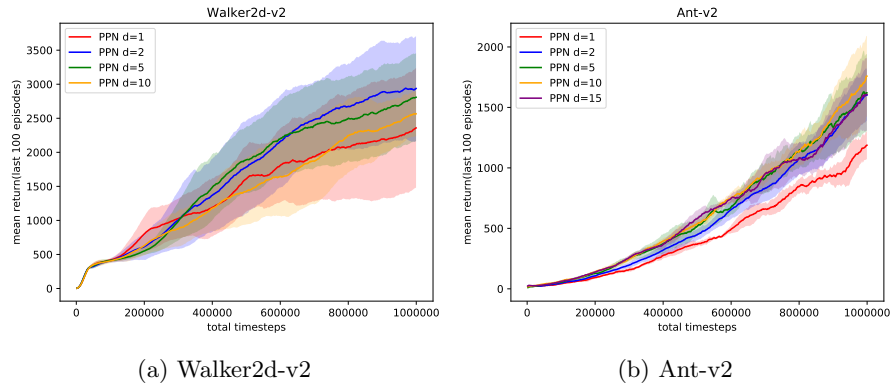 Walker2d-v2
PPN d=1
PPN d=2
PPN d=5
PPN d=10
mean return(last 100 episodes)
3500
3000
2500
2000
1500
1000
500
0
0 200000 400000 600000 800000 1000000
total timesteps
(a) Walker2d-v2
Ant-v2
PPN d=1
PPN d=2
PPN d=5
PPN d=10
PPN d=15
mean return(last 100 episodes)
2000
1500
1000
500
0
0 200000 400000 600000 800000 1000000
total timesteps
(b) Ant-v2